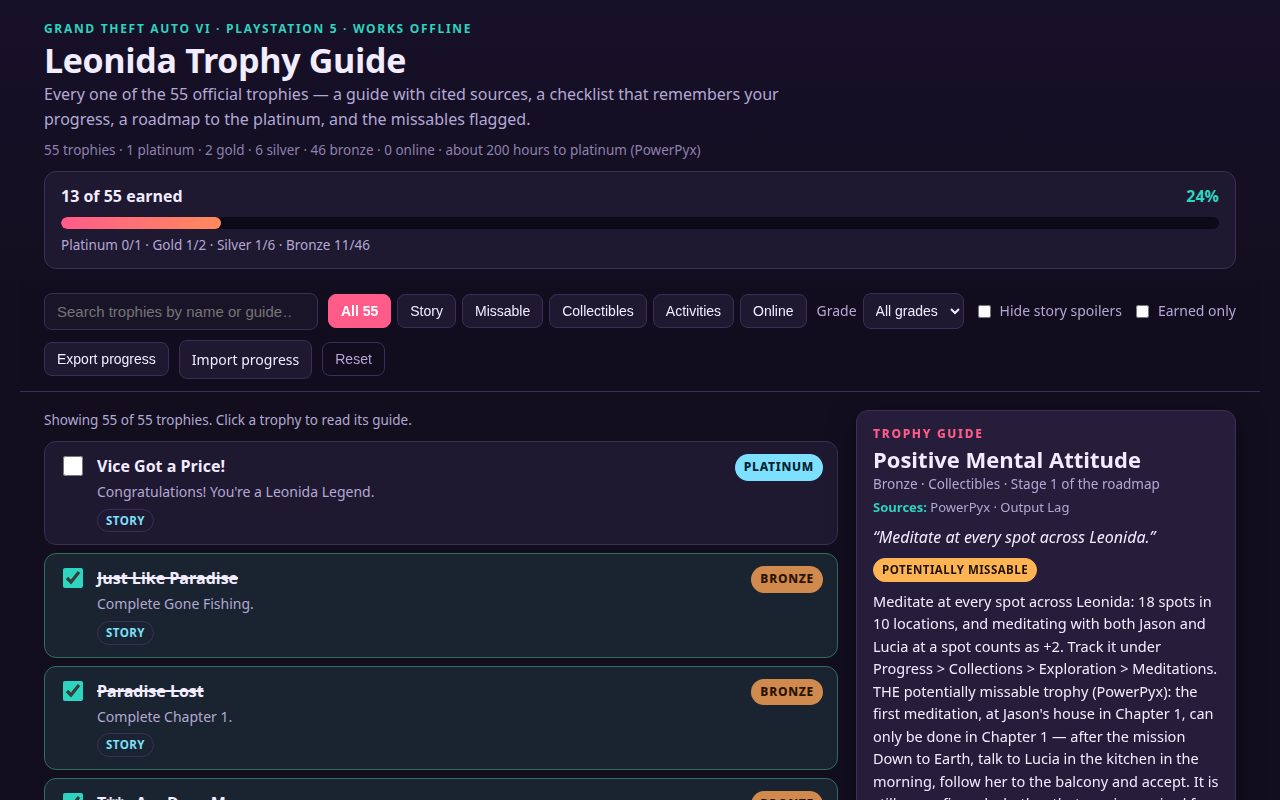 GRAND THEFT AUTO VI · PLAYSTATION 5 · WORKS OFFLINE
Leonida Trophy Guide
Every one of the 55 official trophies — a guide with cited sources, a checklist that remembers your
progress, a roadmap to the platinum, and the missables flagged.
55 trophies · 1 platinum · 2 gold · 6 silver · 46 bronze · 0 online · about 200 hours to platinum (PowerPyx)
13 of 55 earned
24%
Platinum 0/1 · Gold 1/2 · Silver 1/6 · Bronze 11/46
Search trophies by name or guide..
All 55
Story
Missable
Collectibles
Activities
Online
Grade
All grades
Hide story spoilers
Earned only
Export progress
Import progress
Reset
Showing 55 of 55 trophies. Click a trophy to read its guide.
Vice Got a Price!
PLATINUM
Congratulations! You're a Leonida Legend.
STORY
Just Like Paradise
BRONZE
Complete Gone Fishing.
STORY
Paradise Lost
BRONZE
Complete Chapter 1.
STORY
TROPHY GUIDE
Positive Mental Attitude
Bronze · Collectibles · Stage 1 of the roadmap
Sources: PowerPyx · Output Lag
“Meditate at every spot across Leonida.”
POTENTIALLY MISSABLE
Meditate at every spot across Leonida: 18 spots in
10 locations, and meditating with both Jason and
Lucia at a spot counts as +2. Track it under
Progress > Collections > Exploration > Meditations.
THE potentially missable trophy (PowerPyx): the
first meditation, at Jason's house in Chapter 1, can
only be done in Chapter 1 — after the mission
Down to Earth, talk to Lucia in the kitchen in the
morning, follow her to the balcony and accept. It is